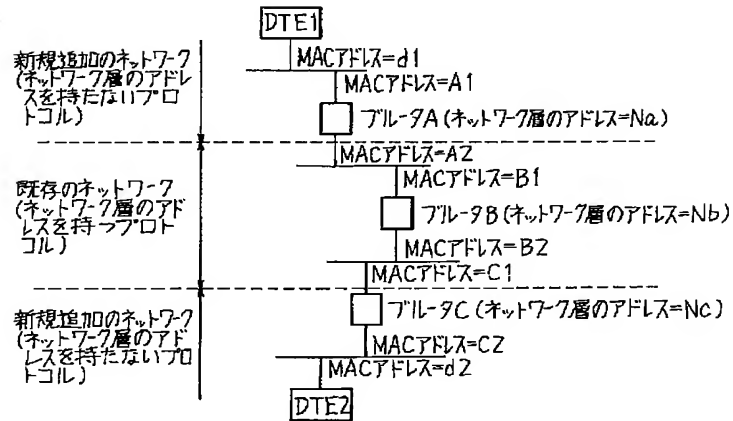 DTE1
MACアドレス=d1
新規追加のネットワーク
(ネットワーク層のアドレ
スを持たないプロ
トコル)
MACアドレス=A1
ブルータA(ネットワーク層のアドレス=Na)
MACアドレス=A2
既存のネットワーク
(ネットワーク層のアド
レスを持つプロト
コル)
MACアドレス=B1
ブルータB(ネットワーク層のアドレス=Nb)
MACアドレス=B2
MACアドレス=C1
新規追加のネットワーク
(ネットワーク層のアド
レスを持たないプロ
トコル)
ブルータC(ネットワーク層のアドレス=Nc)
MACアドレス=C2
MACアドレス=d2
DTE2